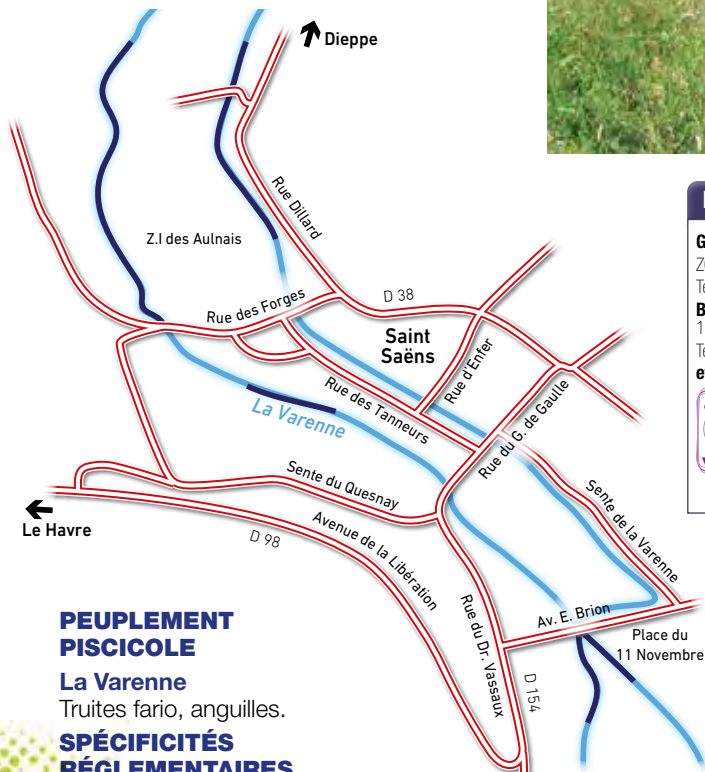 Dieppe
Rue Dillard
Z.I des Aulnais
Rue des Forges
D 38
Saint
Saëns
Rue d'Enfer
Rue des Tanneurs
Rue du G. de Gaulle
La Varenne
Sente du Quesnay
Sente de la Varenne
Le Havre
D 98
Avenue de la Libération
Rue du Dr. Vassaux
D 154
Av. E. Brion
Place du
11 Novembre
PEUPLEMENT
PISCICOLE
La Varenne
Truites fario, anguilles.
SPÉCIFICITÉS
RÉGLEMENTAIRES